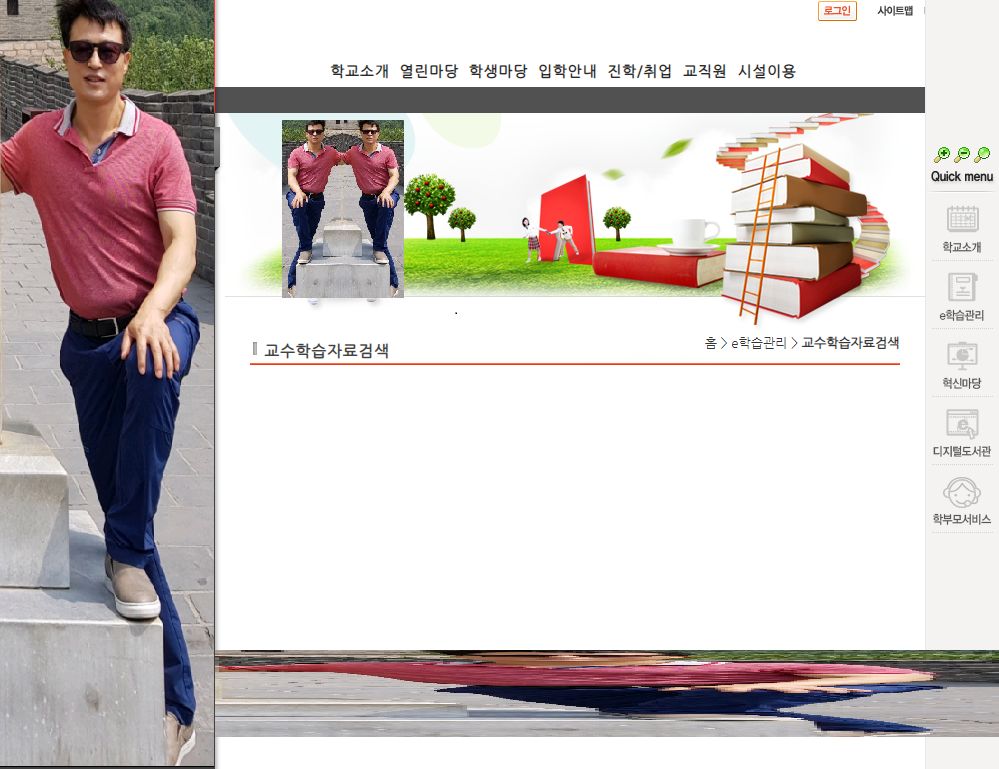 로그인 사이트맵
학교소개 열린마당 학생마당 입학안내 진학/취업 교직원 시설이용
Quick menu
학교소개
e학습관리
혁신마당
디지털도서관
학부모서비스
.
교수학습자료검색
홈 > e학습관리 > 교수학습자료검색